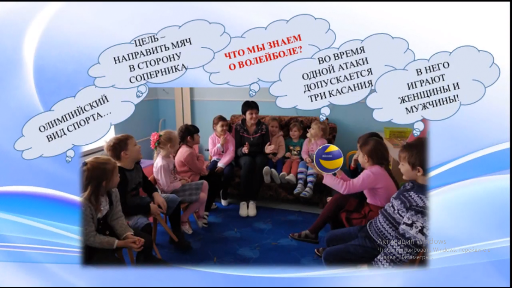 ОЛИМПИЙСКИЙ
ВИД СПОРТА…
ЦЕЛЬ
НАПРАВИТЬ МЯЧ
В СТОРОНУ
СОПЕРНИКА
ЧТО МЫ ЗНАЕМ
О ВОЛЕЙБОЛЕ?
ВО ВРЕМЯ
ОДНОЙ АТАКИ
ДОПУСКАЕТСЯ
ТРИ КАСАНИЯ
В НЕГО
ИГРАЮТ
ЖЕНЩИНЫ И
МУЖЧИНЫ!